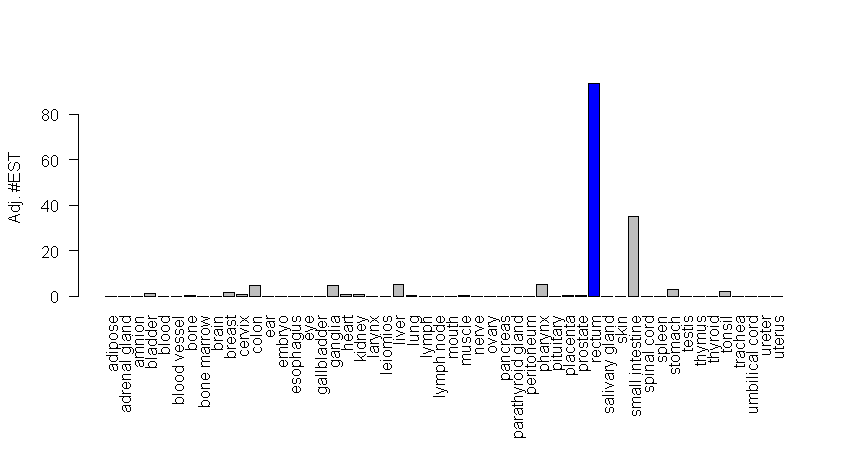 Adj. #EST
80
60
40
20
0
adipose
adrenal gland
amnion
bladder
blood
blood vessel
bone
bone marrow
brain
breast
cervix
colon
ear
embryo
esophagus
eye
gallbladder
ganglia
heart
kidney
larynx
leiomios
liver
lung
lymph
lymph node
mouth
muscle
nerve
ovary
pancreas
parathyroid gland
peritoneum
pharynx
pituitary
placenta
prostate
rectum
salivary gland
skin
small intestine
spinal cord
spleen
stomach
testis
thymus
thyroid
tonsil
trachea
umbilical cord
ureter
uterus